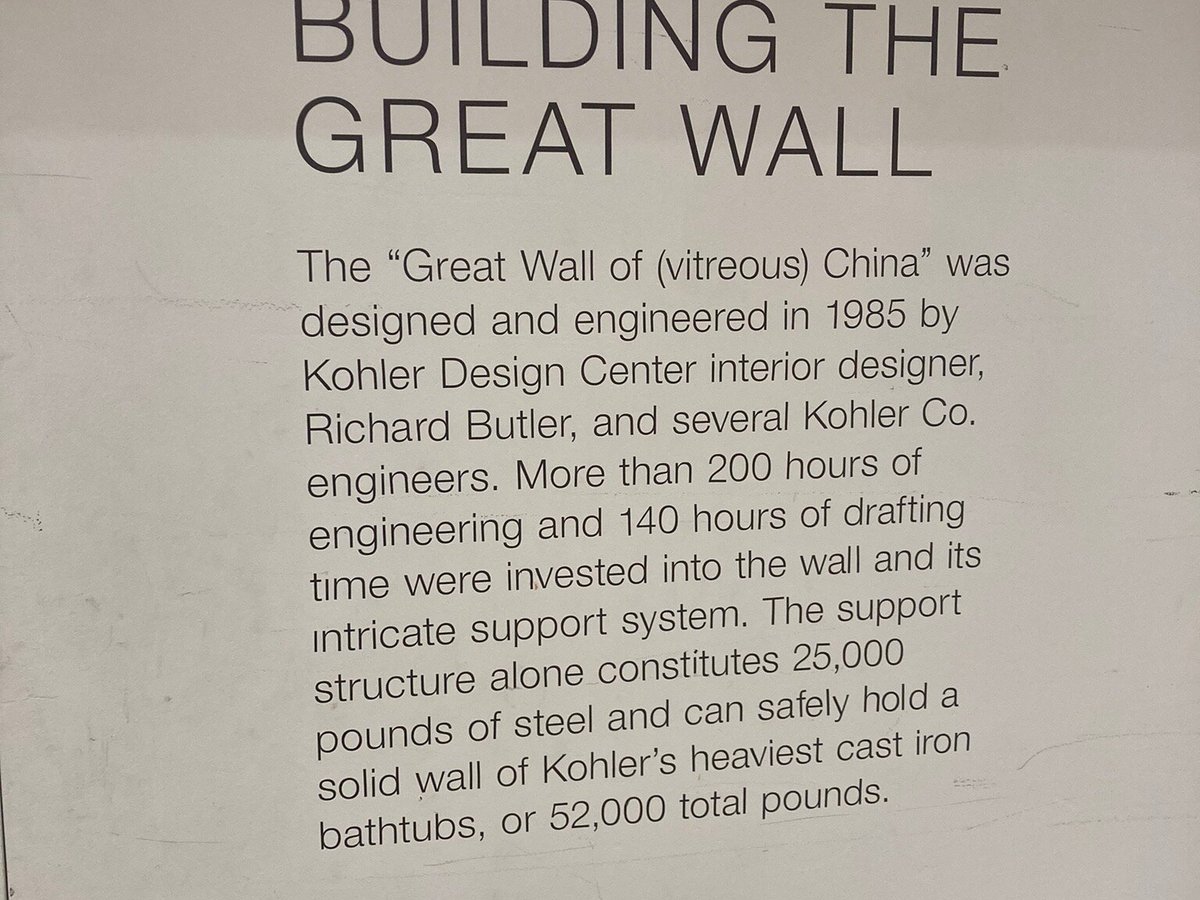 BUILDING THE
GREAT WALL
The “Great Wall of (vitreous) China” was
designed and engineered in 1985 by
Kohler Design Center interior designer,
Richard Butler, and several Kohler Co.
engineers. More than 200 hours of
engineering and 140 hours of drafting
time were invested into the wall and its
intricate support system. The support
structure alone constitutes 25,000
pounds of steel and can safely hold a
solid wall of Kohler’s heaviest cast iron
bathtubs, or 52,000 total pounds.